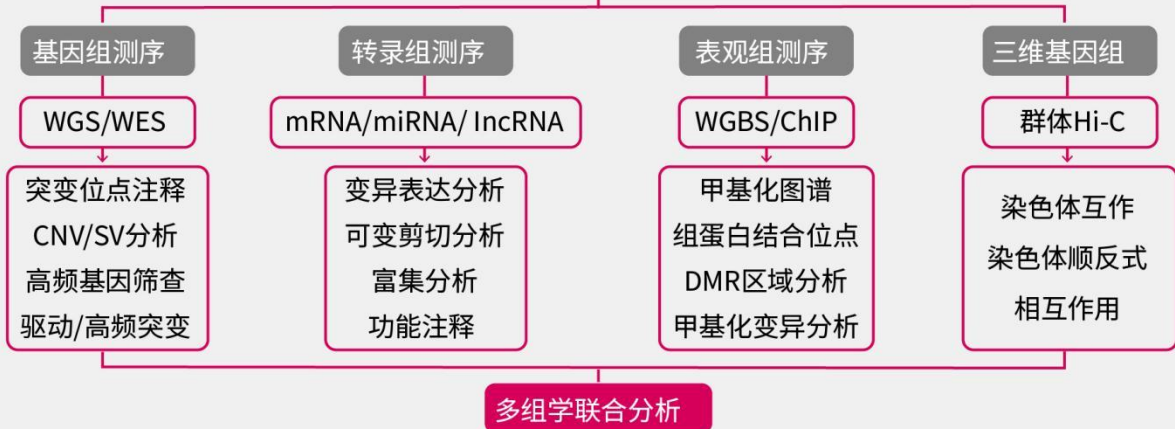 基因组测序
转录组测序
表观组测序
三维基因组
WGS/WES
mRNA/miRNA/ lncRNA
WGBS/ChIP
群体Hi-C
突变位点注释
CNV/SV分析
高频基因筛查
驱动/高频突变
变异表达分析
可变剪切分析
富集分析
功能注释
甲基化图谱
组蛋白结合位点
DMR区域分析
甲基化变异分析
染色体互作
染色体顺反式
相互作用
多组学联合分析